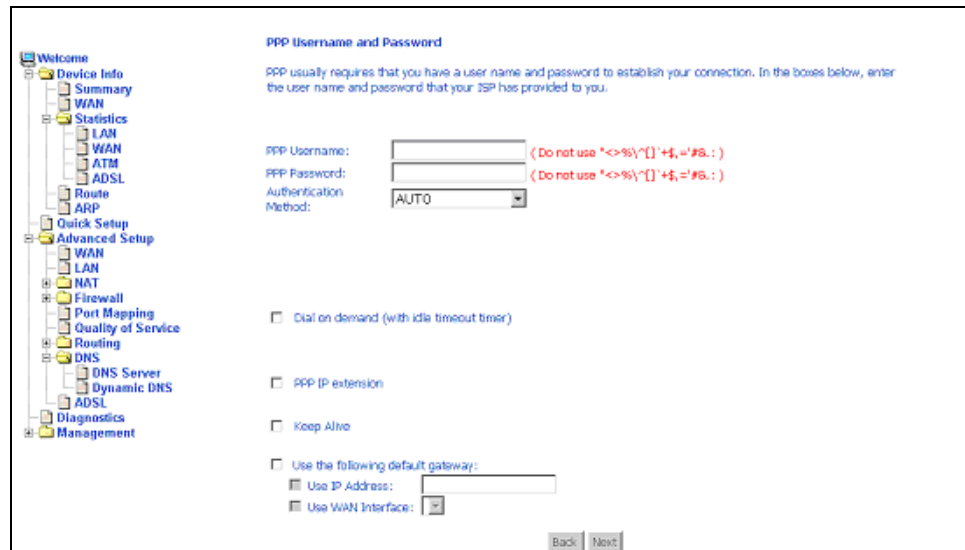 Welcome
Device Info
Summary
WAN
Statistics
LAN
WAN
ATM
ADSL
Route
ARP
Quick Setup
Advanced Setup
WAN
LAN
NAT
Firewall
Port Mapping
Quality of Service
Routing
DNS
DNS Server
Dynamic DNS
ADSL
Diagnostics
Management
PPP Username and Password
PPP usually requires that you have a user name and password to establish your connection. In the boxes below, enter
the user name and password that your ISP has provided to you.
PPP Username: ( Do not use "<>%\^[]`+$,='#&.: )
PPP Password: ( Do not use "<>%\^[]`+$,='#&.: )
Authentication
Method: AUTO
Dial on demand (with idle timeout timer)
PPP IP extension
Keep Alive
Use the following default gateway:
Use IP Address:
Use WAN Interface:
Back Next